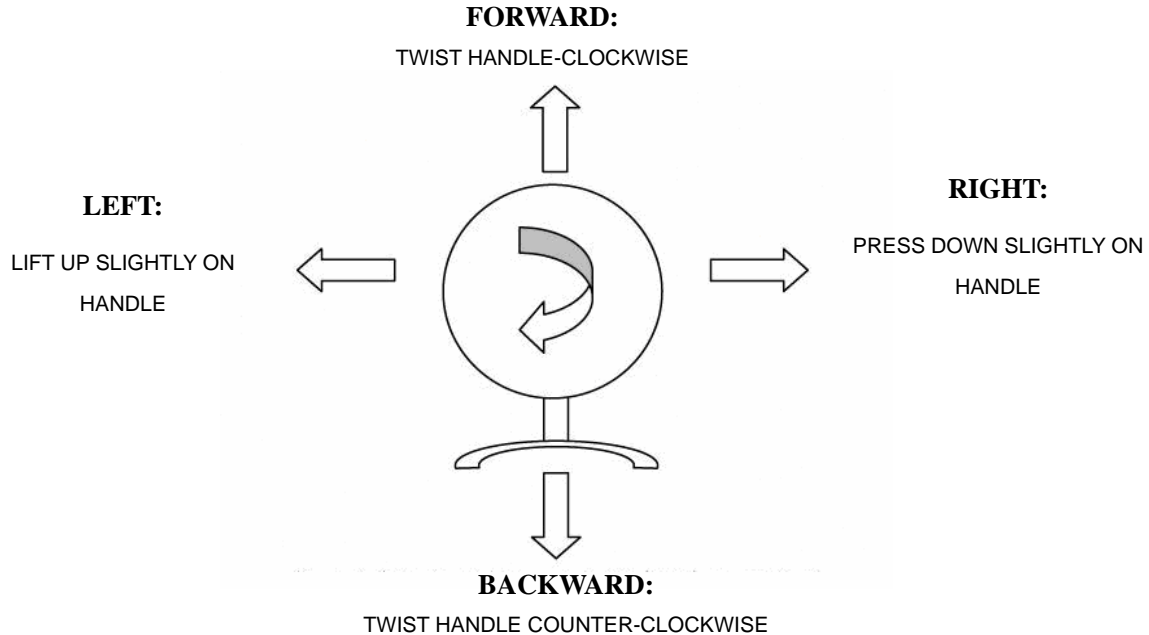 FORWARD:
TWIST HANDLE-CLOCKWISE
LEFT:
LIFT UP SLIGHTLY ON
HANDLE
RIGHT:
PRESS DOWN SLIGHTLY ON
HANDLE
BACKWARD:
TWIST HANDLE COUNTER-CLOCKWISE